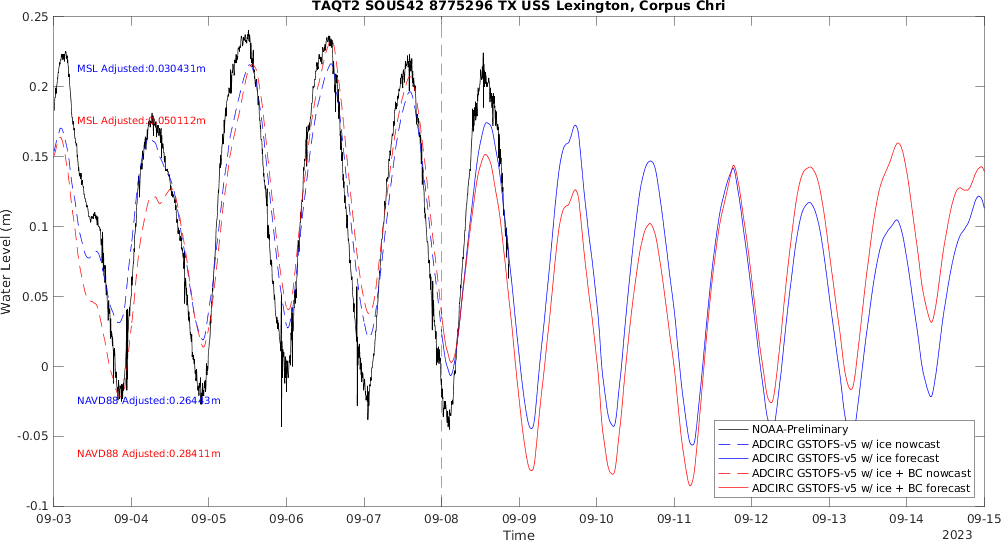 TAQT2 SOUS42 8775296 TX USS Lexington, Corpus Chri
0.25
0.2
0.15
0.1
0.05
0
-0.05
-0.1
Water Level (m)
MSL Adjusted:0.030431m
MSL Adjusted:0.050112m
NAVD88 Adjusted:0.26443m
NAVD88 Adjusted:0.28411m
NOAA-Preliminary
ADCIRC GSTOFS-v5 w/ ice nowcast
ADCIRC GSTOFS-v5 w/ ice forecast
ADCIRC GSTOFS-v5 w/ ice + BC nowcast
ADCIRC GSTOFS-v5 w/ ice + BC forecast
09-03 09-04 09-05 09-06 09-07 09-08 09-09 09-10 09-11 09-12 09-13 09-14 09-15
Time
2023